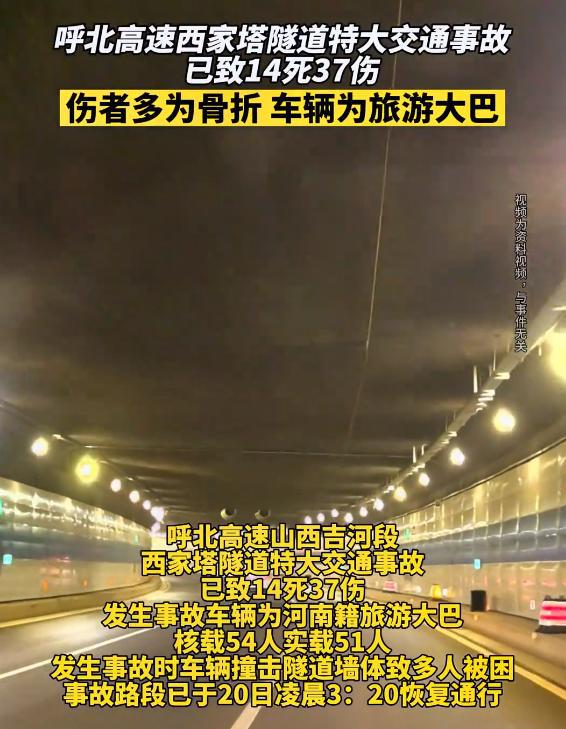 呼北高速西家塔隧道特大交通事故
已致14死37伤
伤者多为骨折 车辆为旅游大巴
视频为资料视频，与事件无关
呼北高速山西吉河段
西家塔隧道特大交通事故
已致14死37伤
发生事故车辆为河南籍旅游大巴
核载54人实载51人
发生事故时车辆撞击隧道墙体致多人被困
事故路段已于20日凌晨3：20恢复通行